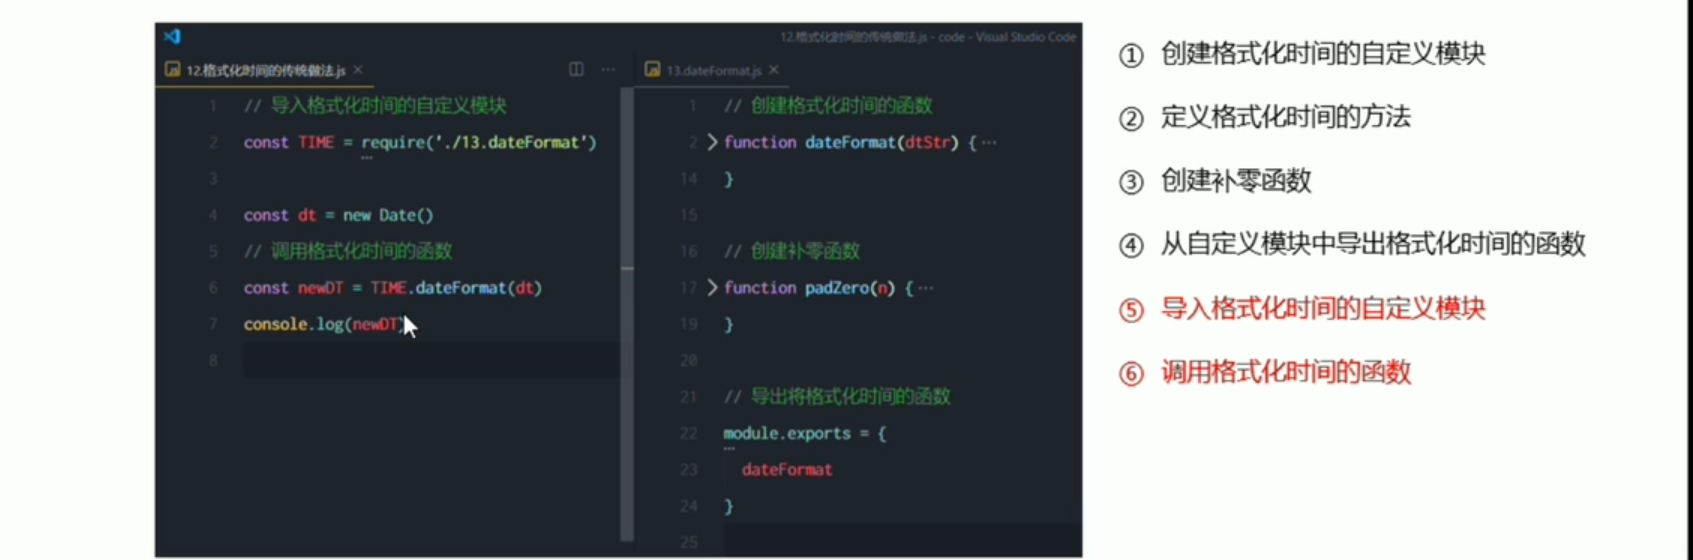 12.格式化时间的传统做法.js - code - Visual Studio Code
12.格式化时间的传统做法.js
1 // 导入格式化时间的自定义模块
2 const TIME = require('./13.dateFormat')
3
4 const dt = new Date()
5 // 调用格式化时间的函数
6 const newDT = TIME.dateFormat(dt)
7 console.log(newDT)
8
13.dateFormat.js
1 // 创建格式化时间的函数
2 function dateFormat(dtStr) { ···
14 }
15
16 // 创建补零函数
17 function padZero(n) { ···
19 }
20
21 // 导出将格式化时间的函数
22 module.exports = {
23 dateFormat
24 }
25
① 创建格式化时间的自定义模块
② 定义格式化时间的方法
③ 创建补零函数
④ 从自定义模块中导出格式化时间的函数
⑤ 导入格式化时间的自定义模块
⑥ 调用格式化时间的函数